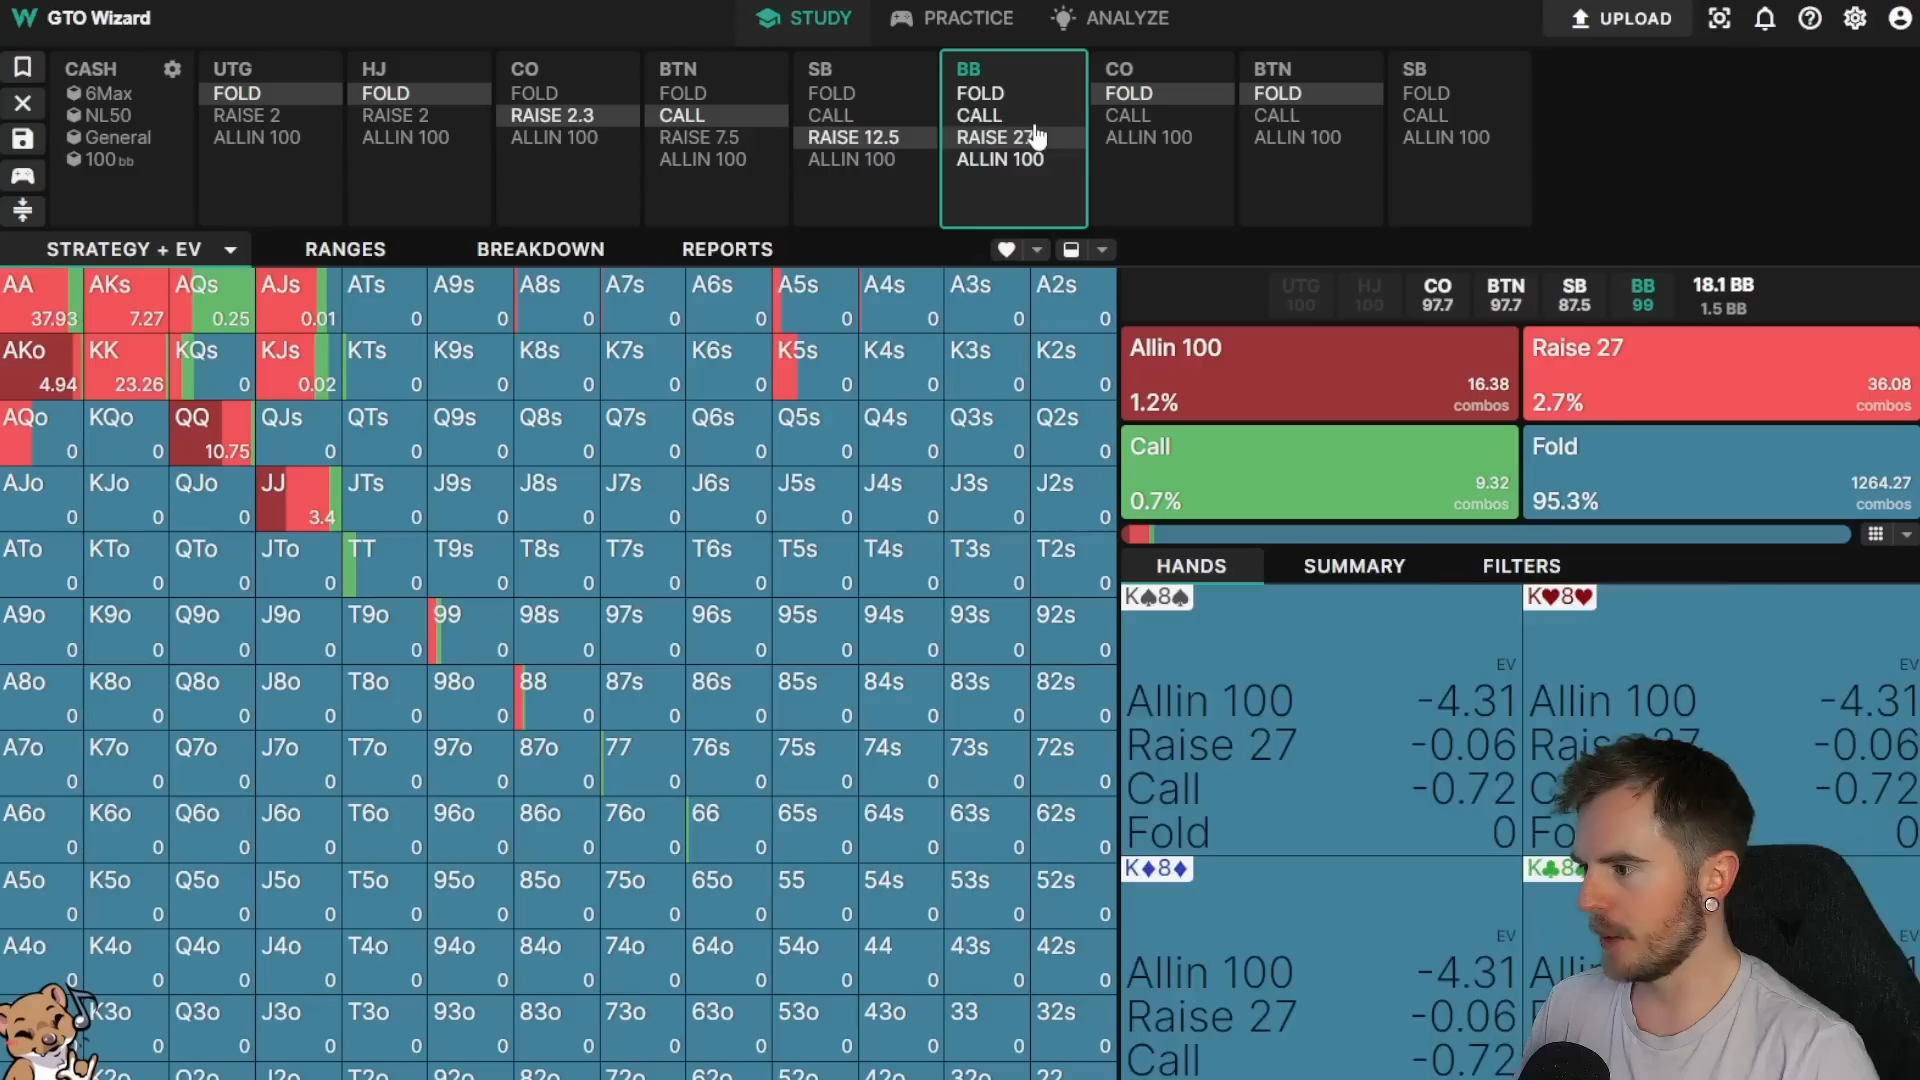 GTO Wizard
STUDY
PRACTICE
ANALYZE
UPLOAD
CASH
6Max
NL50
General
100bb
UTG
FOLD
RAISE 2
ALLIN 100
HJ
FOLD
RAISE 2
ALLIN 100
CO
FOLD
RAISE 2.3
ALLIN 100
BTN
FOLD
CALL
RAISE 7.5
ALLIN 100
SB
FOLD
CALL
RAISE 12.5
ALLIN 100
BB
FOLD
CALL
RAISE 27
ALLIN 100
CO
FOLD
CALL
ALLIN 100
BTN
FOLD
CALL
ALLIN 100
SB
FOLD
CALL
ALLIN 100
STRATEGY + EV
RANGES
BREAKDOWN
REPORTS
AA AKs AQs AJs ATs A9s A8s A7s A6s A5s A4s A3s A2s
37.93 7.27 0.25 0.01 0 0 0 0 0 0 0 0 0
AKo KK KQs KJs KTs K9s K8s K7s K6s K5s K4s K3s K2s
4.94 23.26 0 0.02 0 0 0 0 0 0 0 0 0
AQo KQo QQ QJs QTs Q9s Q8s Q7s Q6s Q5s Q4s Q3s Q2s
0 0 10.75 0 0 0 0 0 0 0 0 0 0
AJo KJo QJo JJ JTs J9s J8s J7s J6s J5s J4s J3s J2s
0 0 0 3.4 0 0 0 0 0 0 0 0 0
ATo KTo QTo JTo TT T9s T8s T7s T6s T5s T4s T3s T2s
0 0 0 0 0 0 0 0 0 0 0 0 0
A9o K9o Q9o J9o T9o 99 98s 97s 96s 95s 94s 93s 92s
0 0 0 0 0 0 0 0 0 0 0 0 0
A8o K8o Q8o J8o T8o 98o 88 87s 86s 85s 84s 83s 82s
0 0 0 0 0 0 0 0 0 0 0 0 0
A7o K7o Q7o J7o T7o 97o 87o 77 76s 75s 74s 73s 72s
0 0 0 0 0 0 0 0 0 0 0 0 0
A6o K6o Q6o J6o T6o 96o 86o 76o 66 65s 64s 63s 62s
0 0 0 0 0 0 0 0 0 0 0 0 0
A5o K5o Q5o J5o T5o 95o 85o 75o 65o 55 54s 53s 52s
0 0 0 0 0 0 0 0 0 0 0 0 0
A4o K4o Q4o J4o T4o 94o 84o 74o 64o 54o 44 43s 42s
0 0 0 0 0 0 0 0 0 0 0 0 0
K3o Q3o J3o T3o 93o 83o 73o 63o 53o 43o 33 32s
0 0 0 0 0 0 0 0 0 0 0 0
K2o Q2o J2o T2o 92o 82o 72o 62o 52o 42o 32o 22
UTG HJ CO BTN SB BB 18.1 BB
100 100 97.7 97.7 87.5 99 1.5 BB
Allin 100
16.38
1.2% combos
Raise 27
36.08
2.7% combos
Call
9.32
0.7% combos
Fold
1264.27
95.3% combos
HANDS SUMMARY FILTERS
K♠8♠
EV
Allin 100 -4.31
Raise 27 -0.06
Call -0.72
Fold 0
K♥8♥
EV
Allin 100 -4.31
-0.06
-0.72
0
K♦8♦
EV
Allin 100 -4.31
Raise 27 -0.06
Call -0.72
K♣8
EV